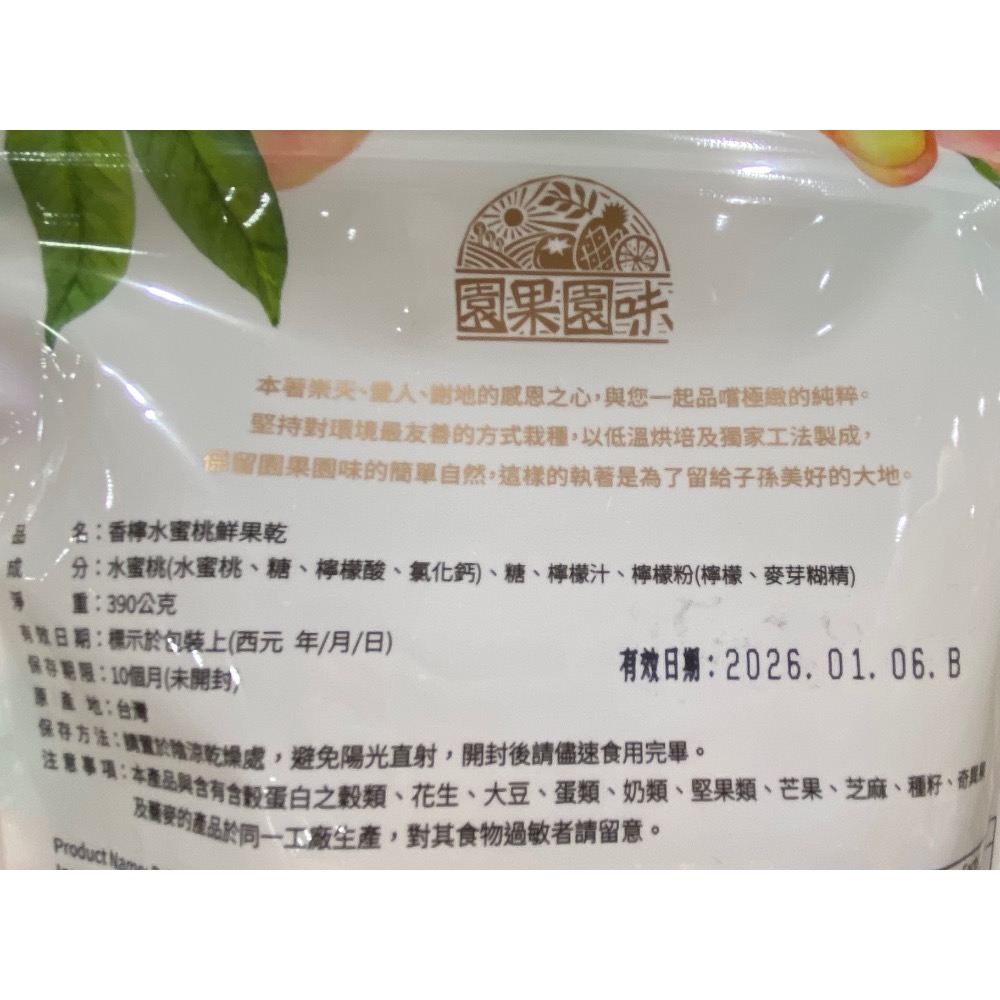 園果園味
本著樂天、愛人、謝地的感恩之心，與您一起品嚐極緻的純粹。
堅持對環境最友善的方式栽種，以低溫烘培及獨家工法製成，
保留園果園味的簡單自然，這樣的執著是為了留給子孫美好的大地。
品名：香檸水蜜桃鮮果乾
成分：水蜜桃(水蜜桃、糖、檸檬酸、氯化鈣)、糖、檸檬汁、檸檬粉(檸檬、麥芽糊精)
淨重：390公克
有效日期：標示於包裝上(西元 年/月/日)
有效日期：2026.01.06.B
保存期限：10個月(未開封)
原產地：台灣
保存方法：請置於陰涼乾燥處，避免陽光直射，開封後請儘速食用完畢。
注意事項：本產品與含有含穀蛋白之穀類、花生、大豆、蛋類、奶類、堅果類、芒果、芝麻、種籽、奇異果
及蕎麥的產品於同一工廠生產，對其食物過敏者請留意。
Product Name: